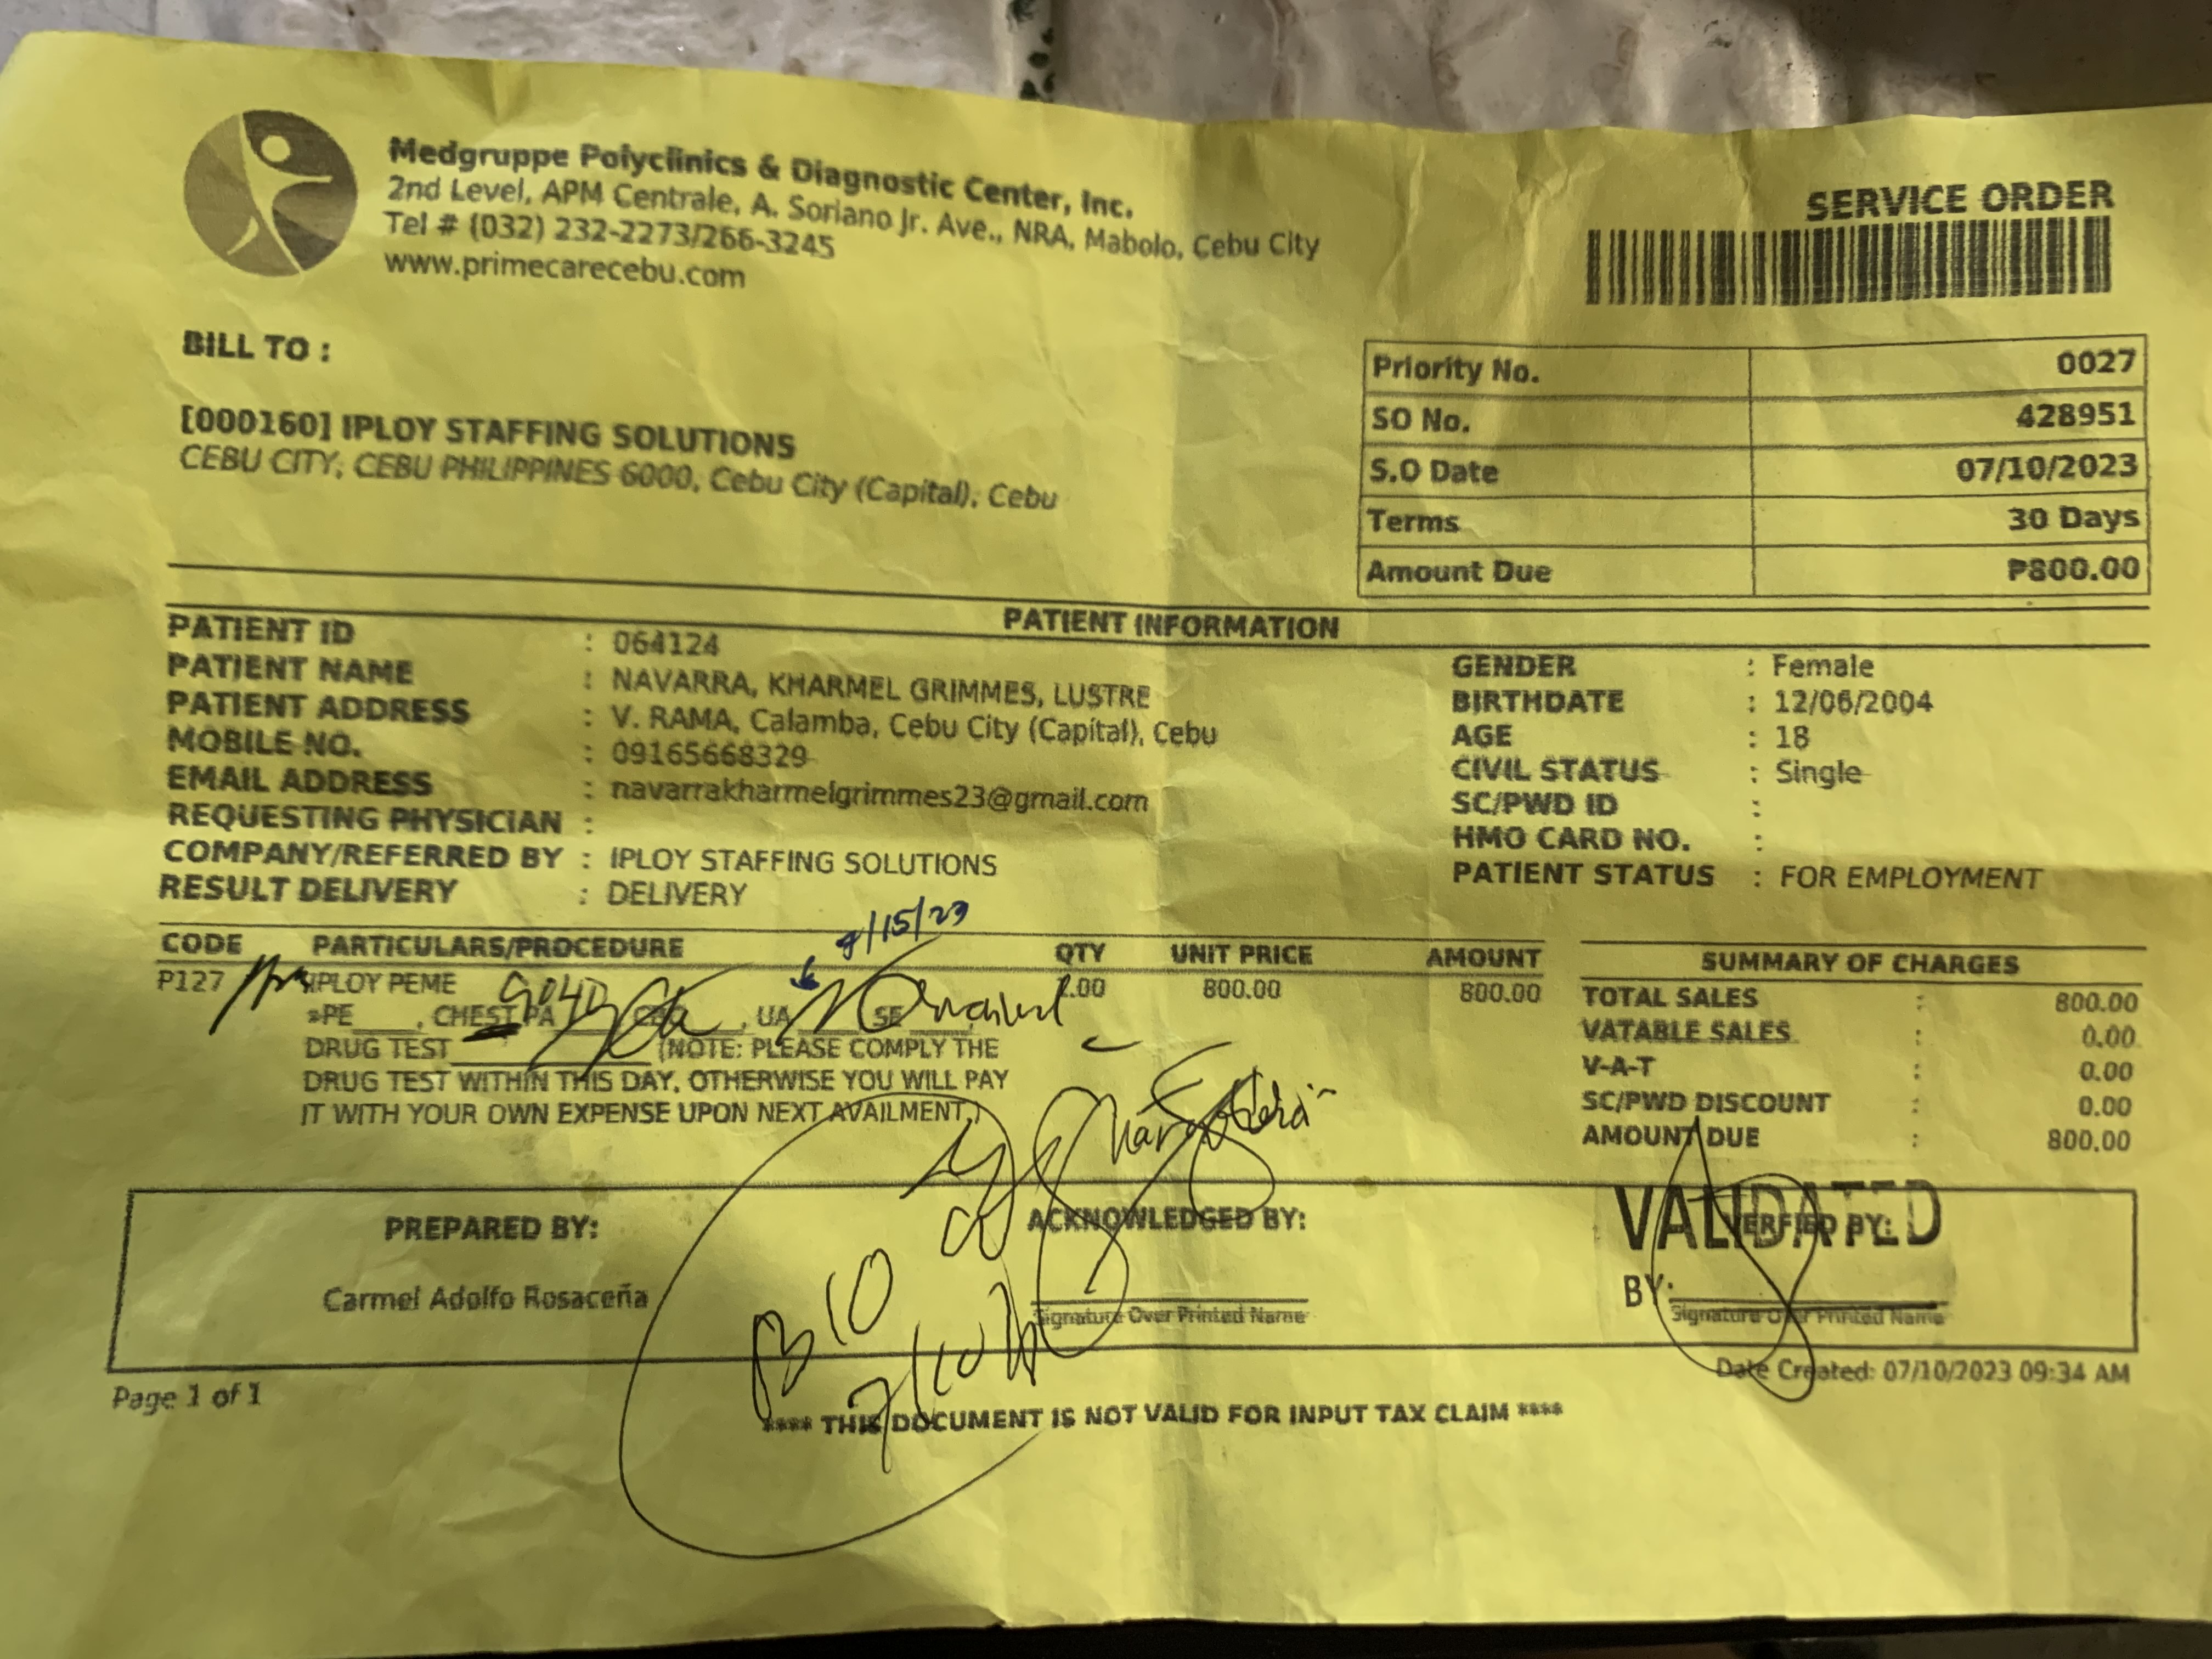 Medgruppe Polyclinics & Diagnostic Center, Inc.
2nd Level, APM Centrale, A. Soriano Jr. Ave., NRA, Mabolo, Cebu City
Tel # (032) 232-2273/266-3245
www.primecarecebu.com
SERVICE ORDER
BILL TO :
[000160] IPLOY STAFFING SOLUTIONS
CEBU CITY, CEBU PHILIPPINES 6000, Cebu City (Capital), Cebu
Priority No. 0027
SO No. 428951
S.O Date 07/10/2023
Terms 30 Days
Amount Due ₱800.00
PATIENT INFORMATION
PATIENT ID : 064124
PATIENT NAME : NAVARRA, KHARMEL GRIMMES, LUSTRE
PATIENT ADDRESS : V. RAMA, Calamba, Cebu City (Capital), Cebu
MOBILE NO. : 09165668329
EMAIL ADDRESS : navarrakharmelgrimmes23@gmail.com
REQUESTING PHYSICIAN :
COMPANY/REFERRED BY : IPLOY STAFFING SOLUTIONS
RESULT DELIVERY : DELIVERY
GENDER : Female
BIRTHDATE : 12/06/2004
AGE : 18
CIVIL STATUS : Single
SC/PWD ID :
HMO CARD NO. :
PATIENT STATUS : FOR EMPLOYMENT
CODE PARTICULARS/PROCEDURE QTY UNIT PRICE AMOUNT
/15/23
P127 IPLOY PEME 1.00 800.00 800.00
*PE____, CHEST PA____, CBC____, UA____, SE____,
DRUG TEST____________ (NOTE: PLEASE COMPLY THE
DRUG TEST WITHIN THIS DAY, OTHERWISE YOU WILL PAY
IT WITH YOUR OWN EXPENSE UPON NEXT AVAILMENT.)
SUMMARY OF CHARGES
TOTAL SALES : 800.00
VATABLE SALES : 0.00
V-A-T : 0.00
SC/PWD DISCOUNT : 0.00
AMOUNT DUE : 800.00
PREPARED BY:
Carmel Adolfo Rosaceña
ACKNOWLEDGED BY:
Signature Over Printed Name
VALIDATED
VERFIED BY:
BY:
Signature Over Printed Name
Page 1 of 1
Date Created: 07/10/2023 09:34 AM
**** THIS DOCUMENT IS NOT VALID FOR INPUT TAX CLAIM ****